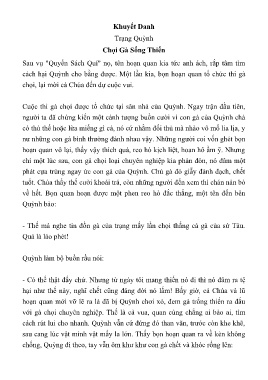 Khuyết Danh
Trạng Quỳnh
Chọi Gà Sống Thiến
Sau vụ "Quyển Sách Quí" nọ, tên hoạn quan kia tức anh ách, rắp tâm tìm
cách hại Quỳnh cho bằng được. Một lần kia, bọn hoạn quan tổ chức thi gà
chọi, lại mời cả Chúa đến dự cuộc vui.
Cuộc thi gà chọi được tổ chức tại sân nhà của Quỳnh. Ngay trận đầu tiên,
người ta đã chứng kiến một cảnh tượng buồn cười vì con gà của Quỳnh chả
có thú thế hoặc lừa miếng gì cả, nó cứ nhằm đối thủ mà nhào vô mổ lia lịa, y
như những con gà bình thường đánh nhau vậy. Những người coi vốn ghét bọn
hoạn quan vô lại, thấy vậy thích quá, reo hò kịch liệt, hoan hô ầm ỹ. Nhưng
chỉ một lúc sau, con gà chọi loại chuyên nghiệp kia phản đòn, nó đâm một
phát cựa trúng ngay ức con gà của Quỳnh. Chú gà đó giẫy đành đạch, chết
tuốt. Chúa thấy thế cười khoái trá, còn những người đến xem thì chán nản bỏ
về hết. Bọn quan hoạn được một phen reo hò đắc thắng, một tên đến bên
Quỳnh bảo:
- Thế mà nghe tin đồn gà của trạng mấy lần chọi thắng cả gà của sứ Tàu.
Quả là láo phét!
Quỳnh làm bộ buồn rầu nói:
- Có thế thật đấy chứ. Nhưng từ ngày tôi mang thiến nó đi thì nó đâm ra tệ
hại như thế này, nghĩ chết cũng đáng đời nó lắm! Bây giờ, cả Chúa và lũ
hoạn quan mới vỡ lẽ ra là đã bị Quỳnh chơi xỏ, đem gà trống thiến ra đấu
với gà chọi chuyên nghiệp. Thế là cả vua, quan cùng chẳng ai bảo ai, tìm
cách rút lui cho nhanh. Quỳnh vẫn cứ đứng đó than vãn, trước còn khe khẽ,
sau cang lúc vặt mình vật mẩy la lớn. Thấy bọn hoạn quan ra về kèn không
chống, Quỳng đi theo, tay vẫn ôm khư khư con gà chết và khóc rống lên: